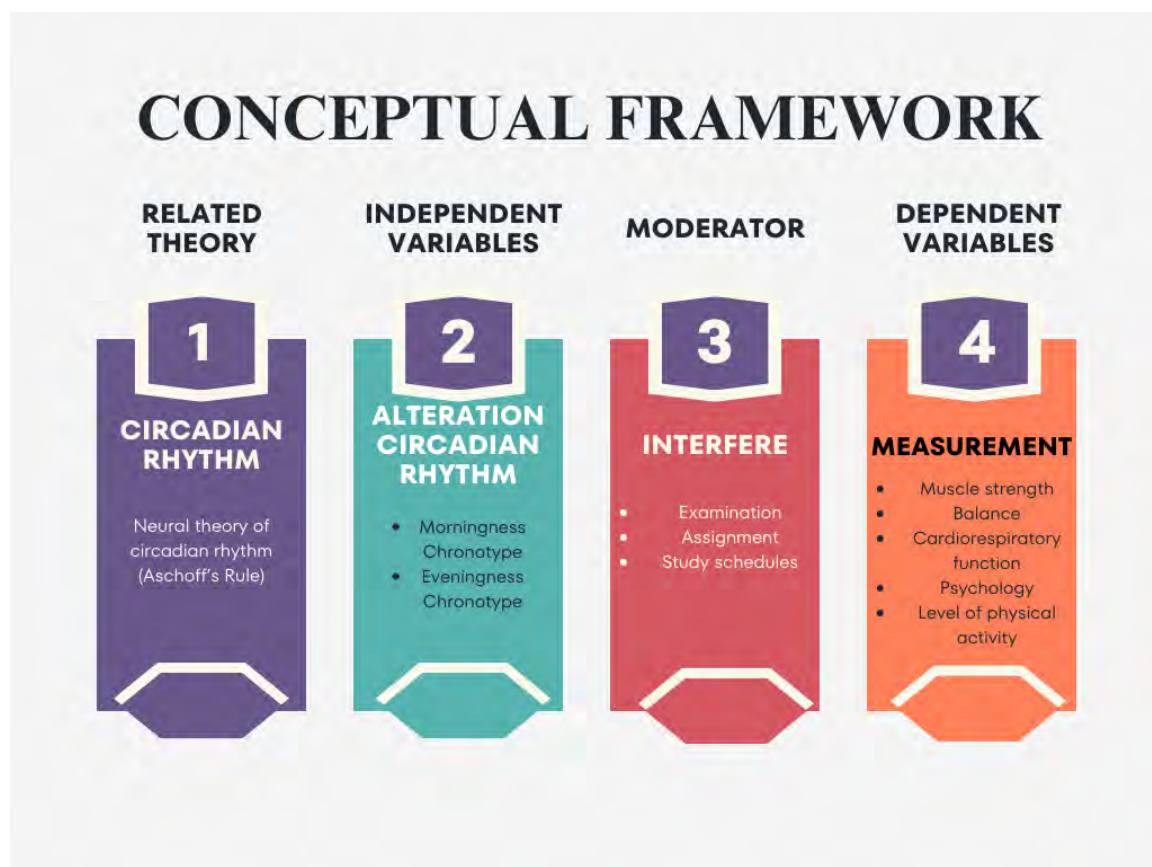 CONCEPTUAL FRAMEWORK
RELATED
THEORY
INDEPENDENT
VARIABLES
MODERATOR
DEPENDENT
VARIABLES
1
CIRCADIAN
RHYTHM
Neural theory of
circadian rhythm
(Aschoff's Rule)
2
ALTERATION
CIRCADIAN
RHYTHM
• Morningness
Chronotype
• Eveningness
Chronotype
3
INTERFERE
• Examination
• Assignment
• Study schedules
4
MEASUREMENT
• Muscle strength
• Balance
• Cardiorespiratory
function
• Psychology
• Level of physical
activity